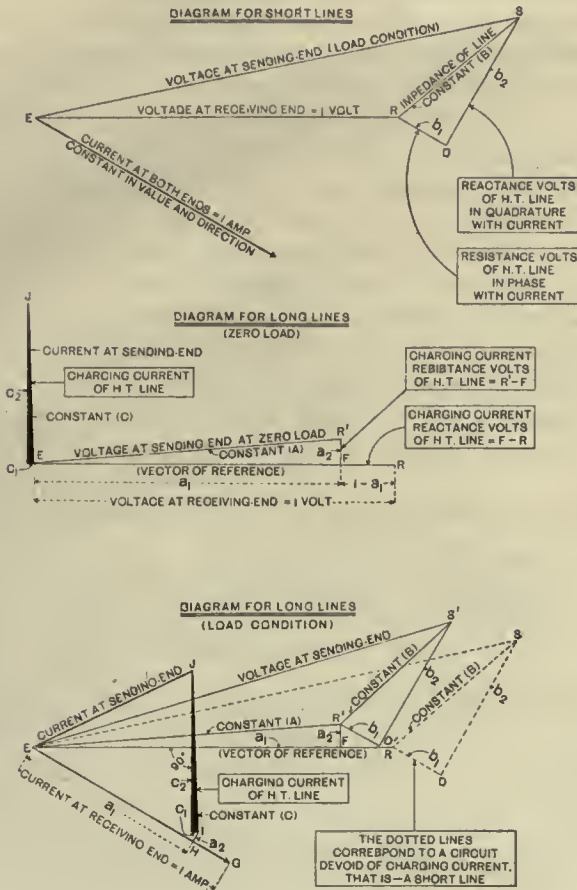 DIAGRAM FOR SHORT LINES
S
VOLTAGE AT SENDING-END (LOAD CONDITION)
IMPEDANCE OF LINE
CONSTANT (B)
b2
E
VOLTAGE AT RECEIVING END = 1 VOLT
R
b1
D
CURRENT AT BOTH ENDS = 1 AMP
CONSTANT IN VALUE AND DIRECTION
REACTANCE VOLTS
OF H.T. LINE
IN QUADRATURE
WITH CURRENT
RESISTANCE VOLTS
OF H.T. LINE
IN PHASE
WITH CURRENT
J
DIAGRAM FOR LONG LINES
(ZERO LOAD)
CURRENT AT SENDING-END
CHARGING CURRENT
OF H T LINE
C2
CONSTANT (C)
CHARGING CURRENT
RESISTANCE VOLTS
OF H.T. LINE = R'-F
CHARGING CURRENT
REACTANCE VOLTS
OF H.T. LINE = F-R
R'
VOLTAGE AT SENDING END AT ZERO LOAD
CONSTANT (A)
a2
C1
E
(VECTOR OF REFERENCE)
F
R
a1
1-a1
VOLTAGE AT RECEIVING-END = 1 VOLT
DIAGRAM FOR LONG LINES
(LOAD CONDITION)
S'
S
J
VOLTAGE AT SENDING-END
CURRENT AT SENDING-END
CONSTANT (B)
b2
CONSTANT (B)
b2
R'
CONSTANT (A)
b1
E
a1
a2
D'
(VECTOR OF REFERENCE)
F
R
b1
D
90°
C2
CHARGING CURRENT
OF H.T. LINE
a1
C1
CONSTANT (C)
I
a2
H
G
CURRENT AT RECEIVING END = 1 AMP
THE DOTTED LINES
CORRESPOND TO A CIRCUIT
DEVOID OF CHARGING CURRENT,
THAT IS-A SHORT LINE